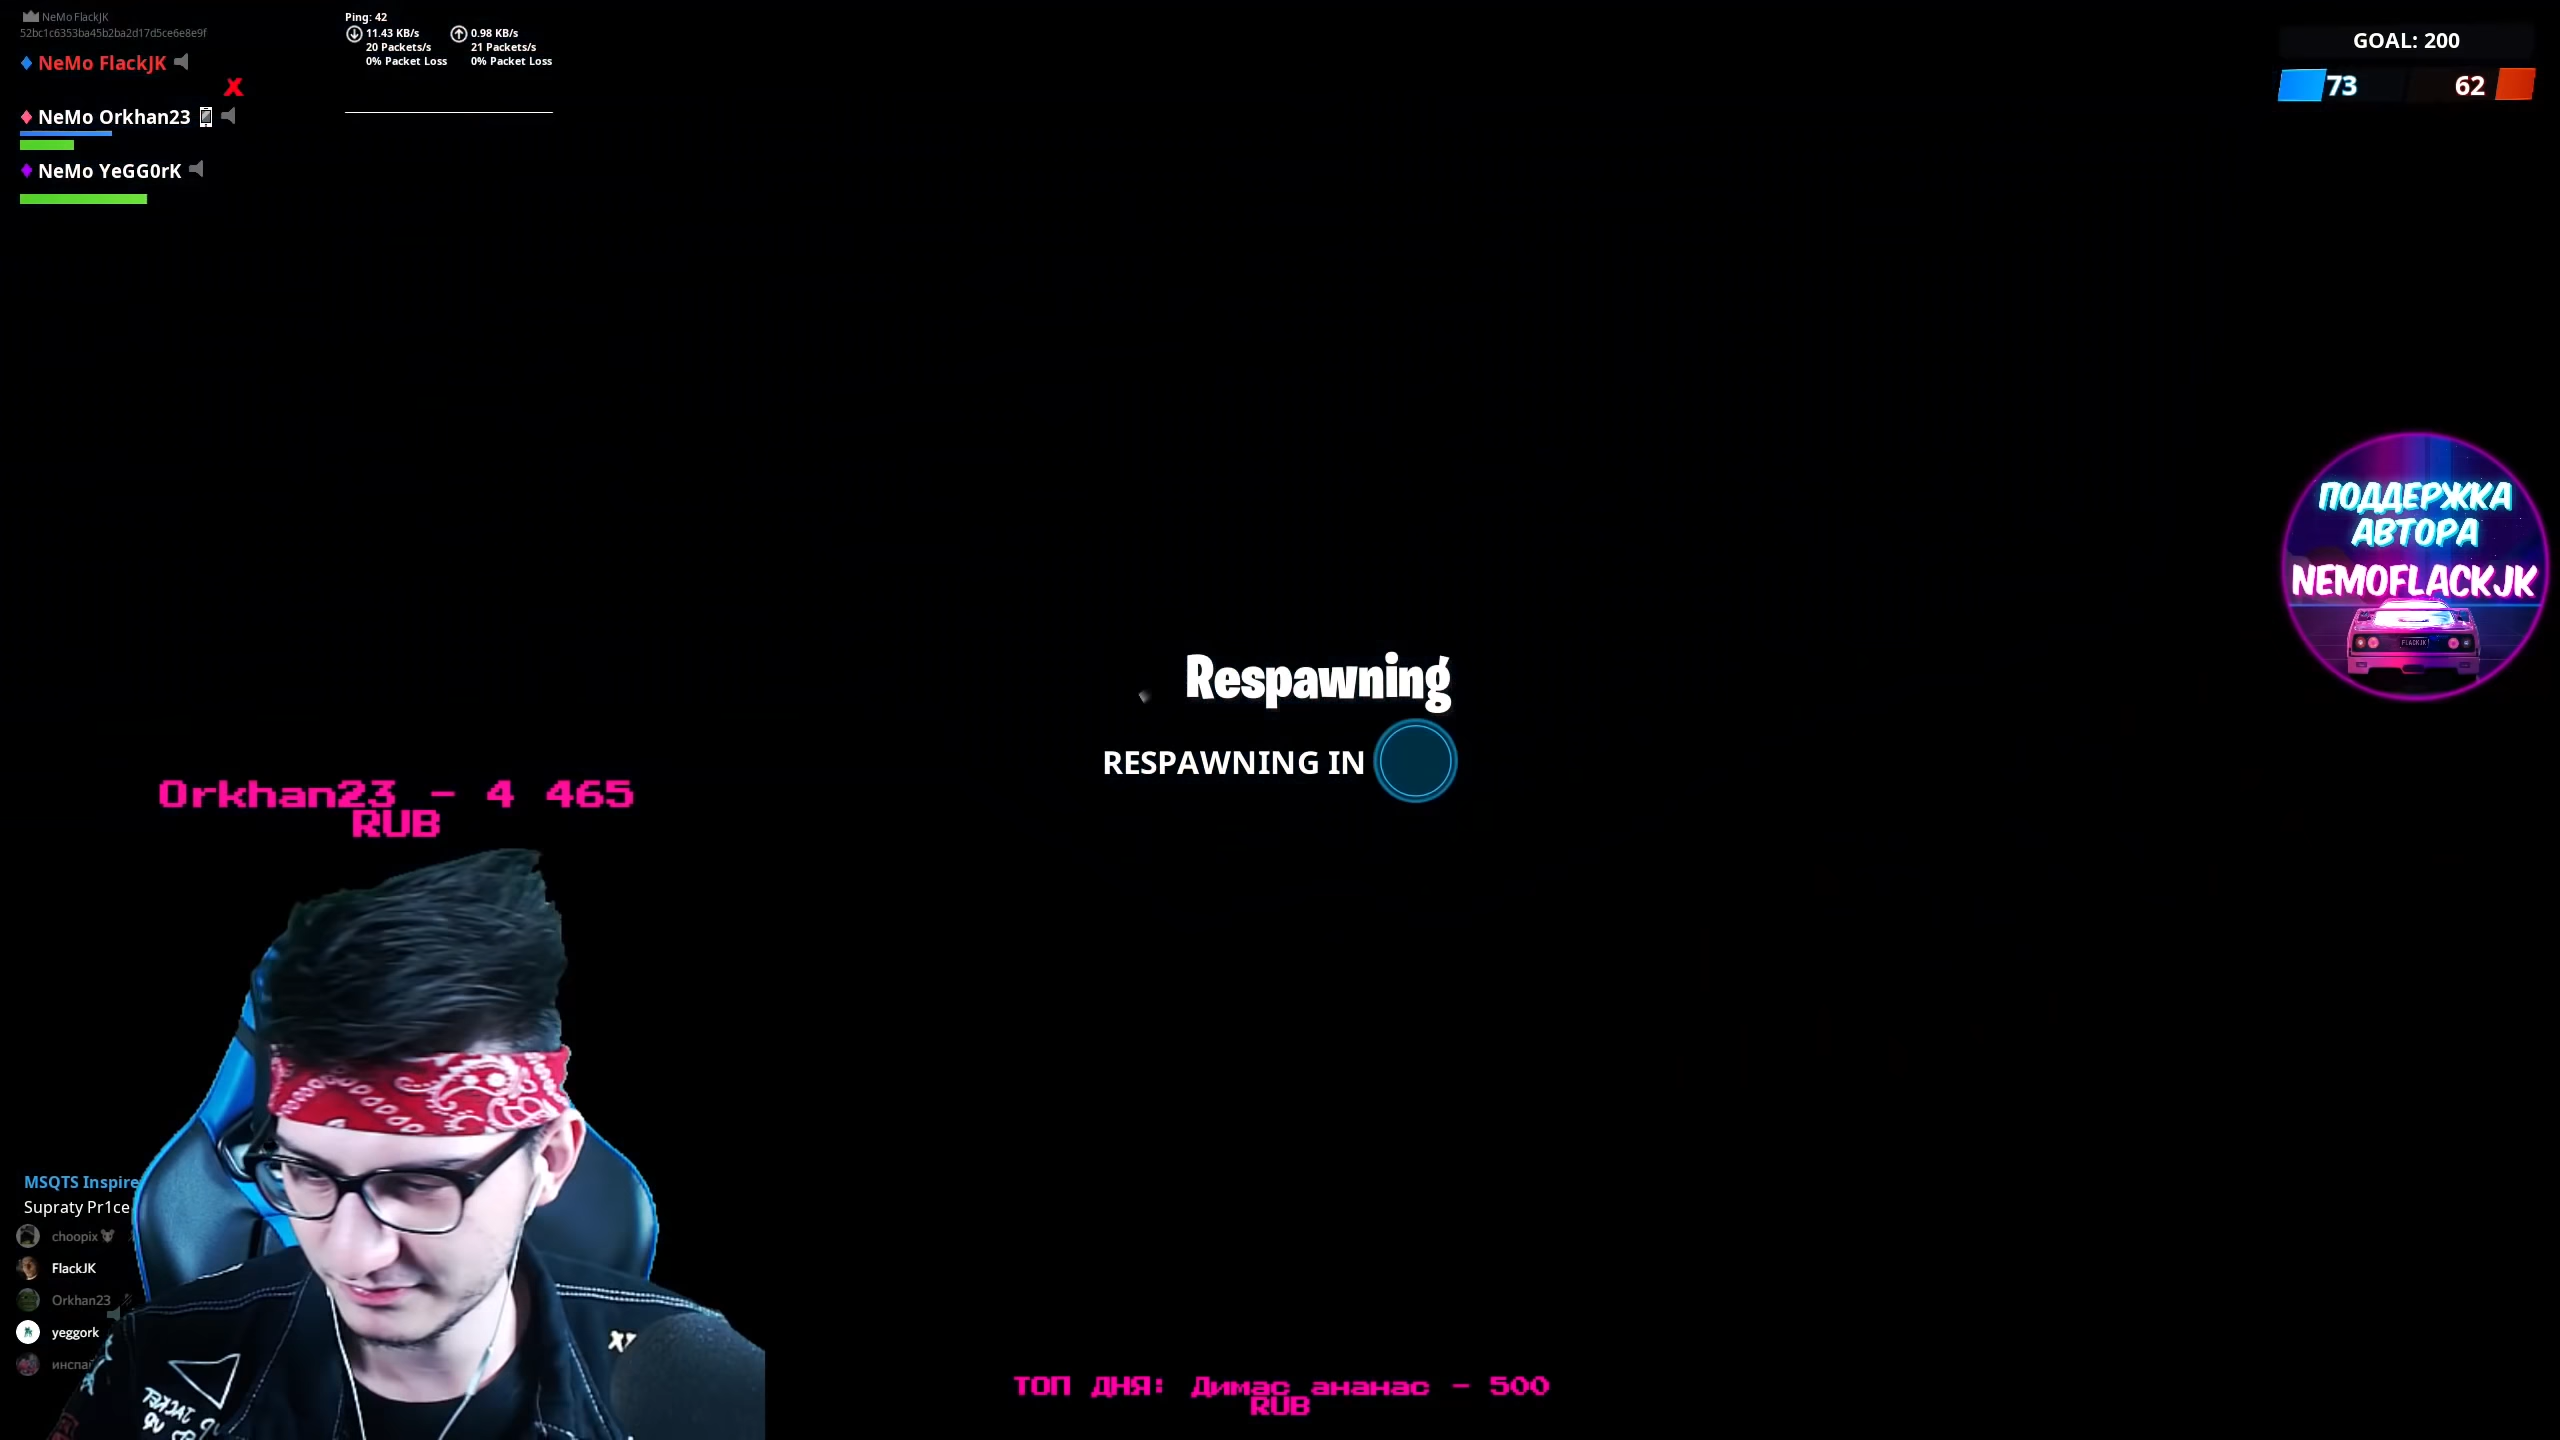 NeMo FlackJK
52bc1c6353ba45b2ba2d17d5ce6e8e9f
NeMo FlackJK
X
NeMo Orkhan23
NeMo YeGG0rK
Ping: 42
11.43 KB/s 0.98 KB/s
20 Packets/s 21 Packets/s
0% Packet Loss 0% Packet Loss
GOAL: 200
73 62
ПОДДЕРЖКА
АВТОРА
NEMOFLACKJK
FLACKJK
Respawning
RESPAWNING IN
Orkhan23 - 4 465
RUB
MSQTS Inspire
Supraty Pr1ce
choopix
FlackJK
Orkhan23
yeggork
ТОП ДНЯ: Димас ананас - 500
RUB